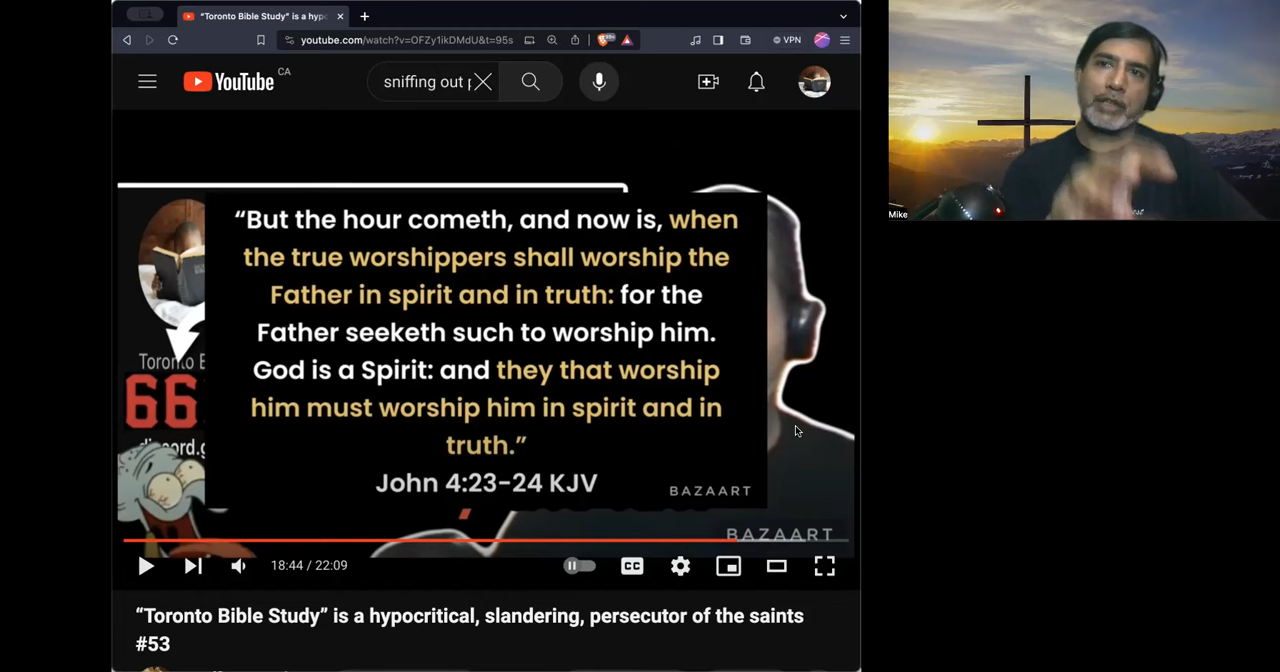 "Toronto Bible Study" is a hypoc
youtube.com/watch?v=OFZy1ikDMdU&t=95s
VPN
YouTube CA
sniffing out p
"But the hour cometh, and now is, when
the true worshippers shall worship the
Father in spirit and in truth: for the
Father seeketh such to worship him.
God is a Spirit: and they that worship
him must worship him in spirit and in
truth."
John 4:23-24 KJV
BAZAART
Toronto B
66
discord.g
BAZAART
18:44 / 22:09
CC
"Toronto Bible Study" is a hypocritical, slandering, persecutor of the saints
#53
Mike